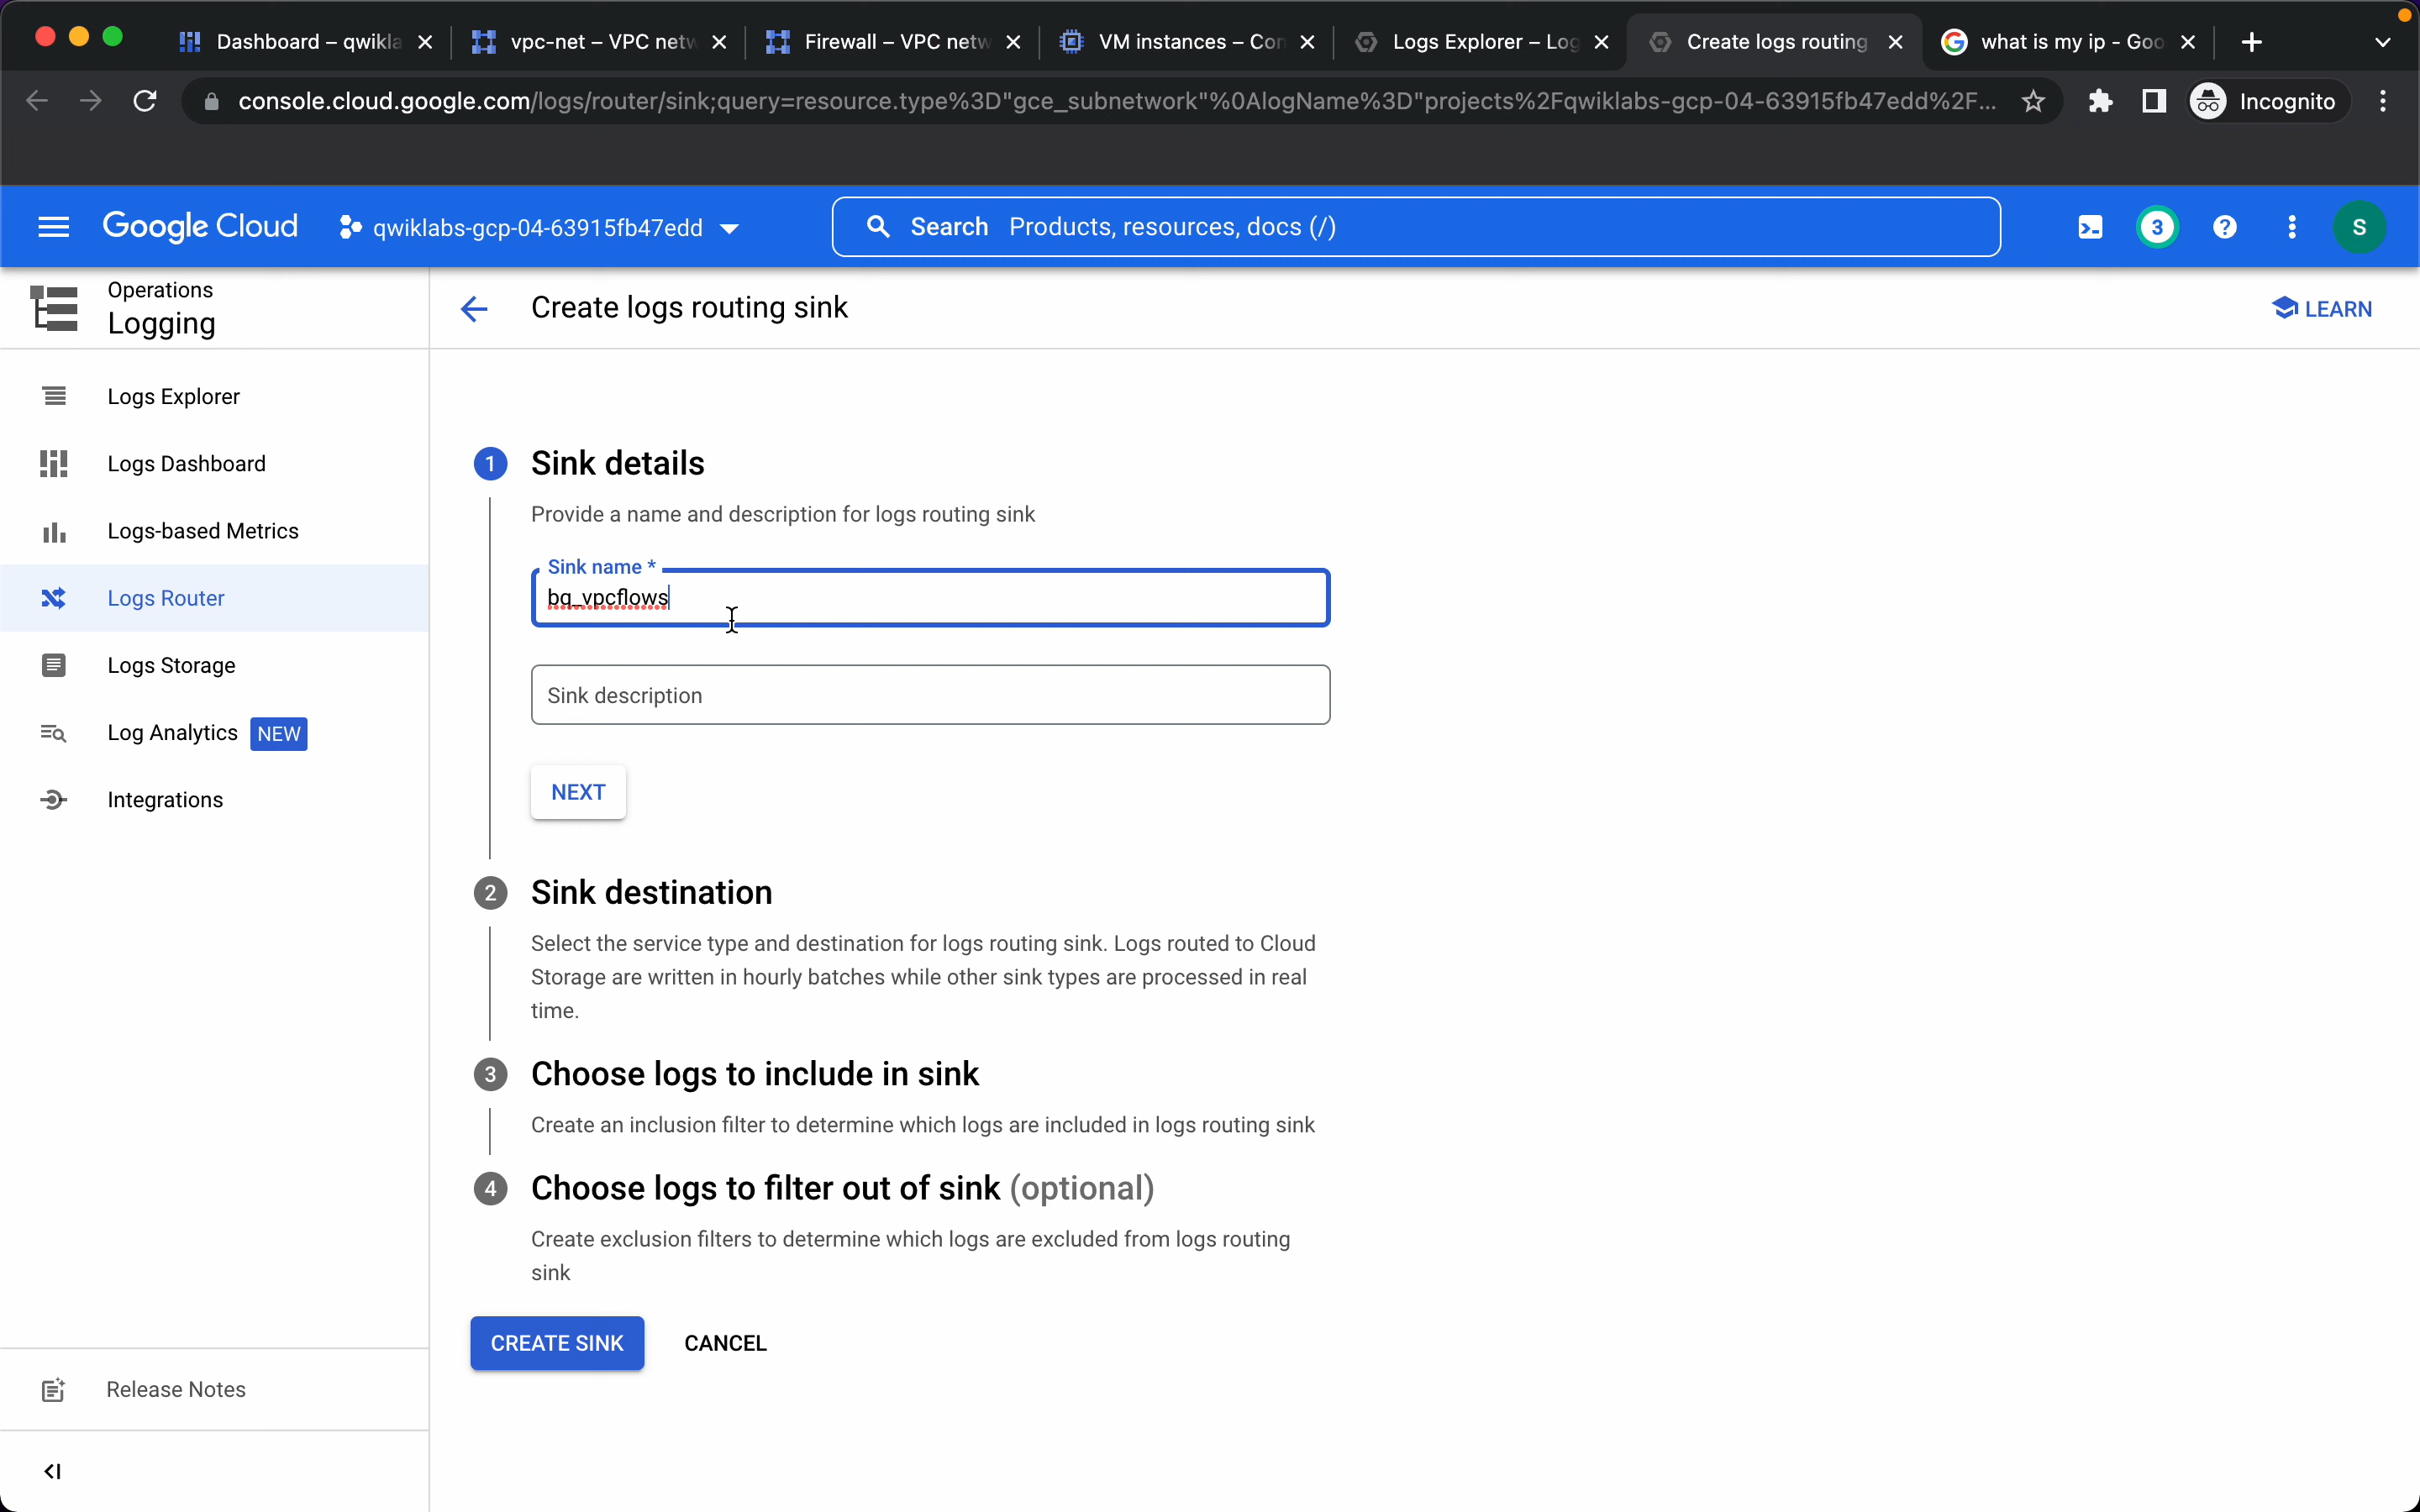 Dashboard – qwikla
vpc-net – VPC netw
Firewall – VPC netw
VM instances – Con
Logs Explorer – Log
Create logs routing
what is my ip - Goo
console.cloud.google.com/logs/router/sink;query=resource.type%3D"gce_subnetwork"%0AlogName%3D"projects%2Fqwiklabs-gcp-04-63915fb47edd%2F...
Incognito
Google Cloud
qwiklabs-gcp-04-63915fb47edd
Search Products, resources, docs (/)
3
?
S
Operations
Logging
Create logs routing sink
LEARN
Logs Explorer
Logs Dashboard
Logs-based Metrics
Logs Router
Logs Storage
Log Analytics NEW
Integrations
Release Notes
1 Sink details
Provide a name and description for logs routing sink
Sink name *
bq_vpcflows
Sink description
NEXT
2 Sink destination
Select the service type and destination for logs routing sink. Logs routed to Cloud
Storage are written in hourly batches while other sink types are processed in real
time.
3 Choose logs to include in sink
Create an inclusion filter to determine which logs are included in logs routing sink
4 Choose logs to filter out of sink (optional)
Create exclusion filters to determine which logs are excluded from logs routing
sink
CREATE SINK
CANCEL